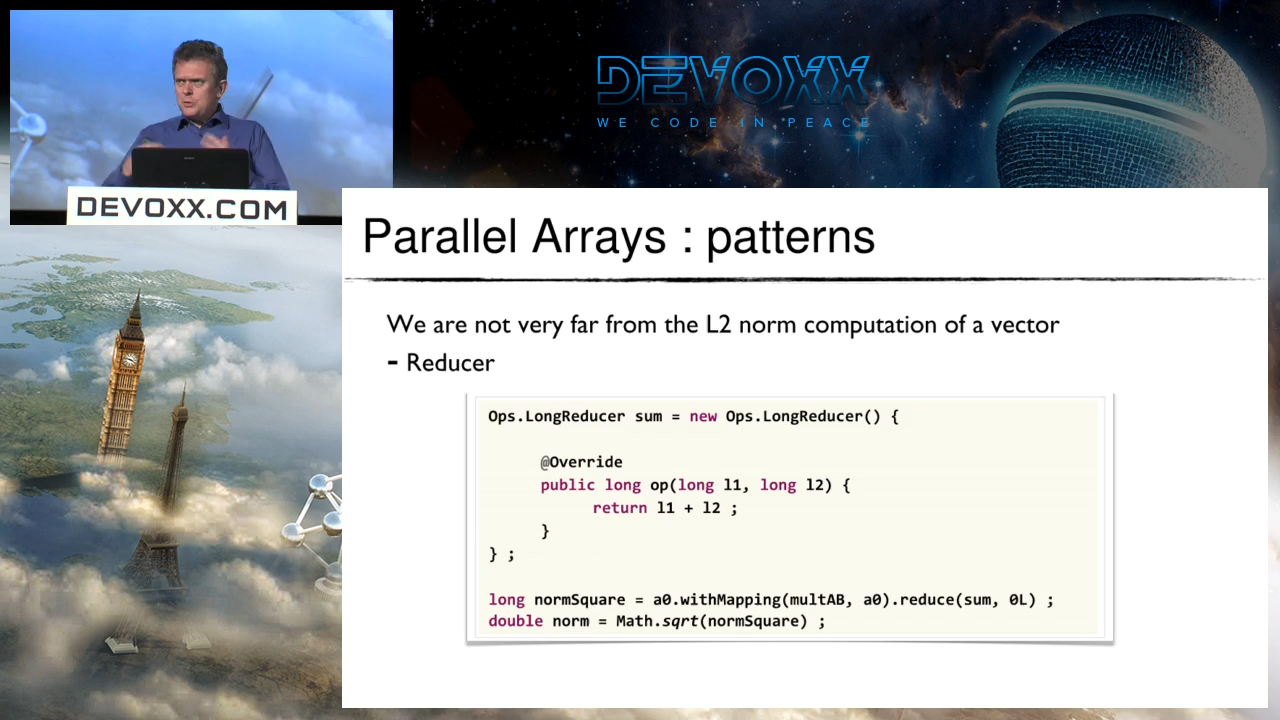 DEVOXX
WE CODE IN PEACE
DEVOXX.COM
Parallel Arrays : patterns
We are not very far from the L2 norm computation of a vector
- Reducer
Ops.LongReducer sum = new Ops.LongReducer() {
@Override
public long op(long l1, long l2) {
return l1 + l2 ;
}
} ;
long normSquare = a0.withMapping(multAB, a0).reduce(sum, 0L) ;
double norm = Math.sqrt(normSquare) ;